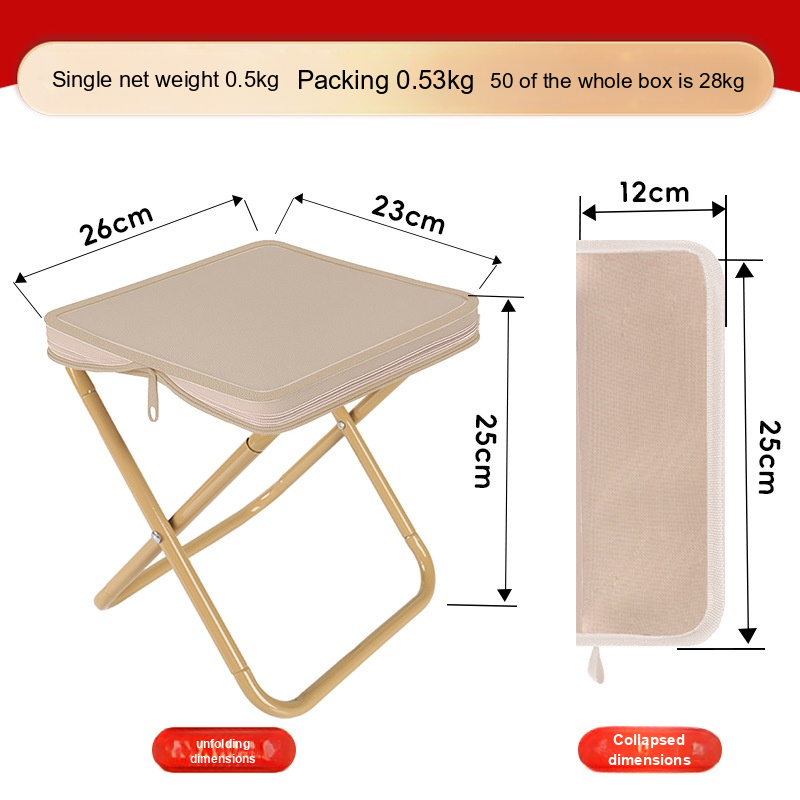 Single net weight 0.5kg Packing 0.53kg 50 of the whole box is 28kg
26cm 23cm 12cm
25cm 25cm
unfolding
dimensions
Collapsed
dimensions